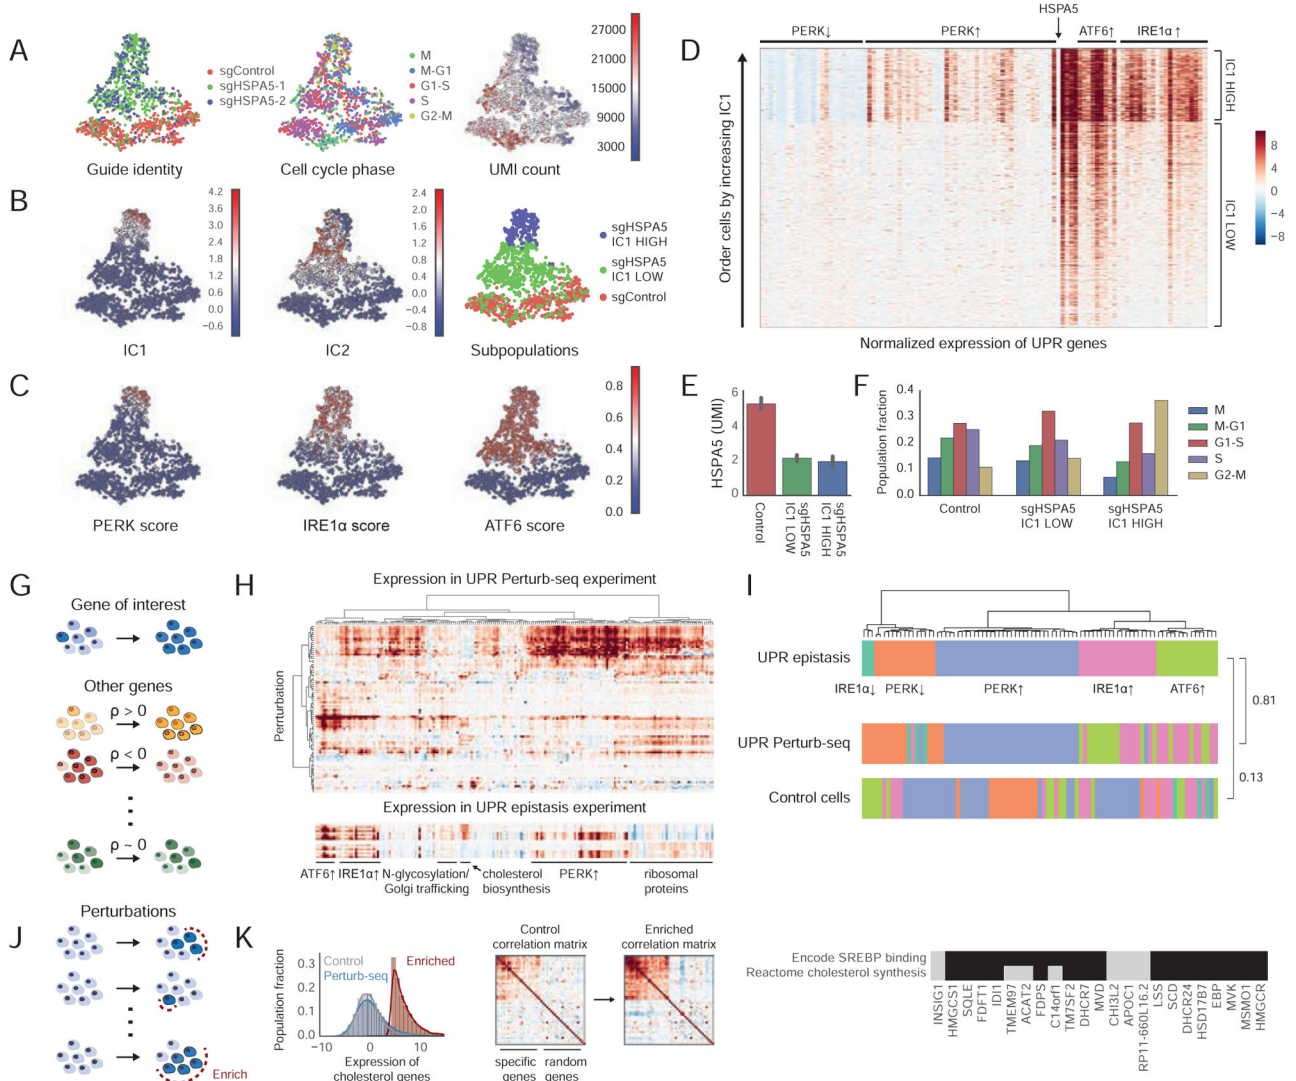 A
sgControl
sgHSPA5-1
sgHSPA5-2
Guide identity
M
M-G1
G1-S
S
G2-M
Cell cycle phase
27000
21000
15000
9000
3000
UMI count
B
4.2
3.6
3.0
2.4
1.8
1.2
0.6
0.0
−0.6
IC1
2.4
2.0
1.6
1.2
0.8
0.4
0.0
−0.4
−0.8
IC2
sgHSPA5
IC1 HIGH
sgHSPA5
IC1 LOW
sgControl
Subpopulations
C
PERK score
IRE1α score
ATF6 score
0.8
0.6
0.4
0.2
0.0
D
HSPA5
PERK↓
PERK↑
ATF6↑
IRE1α ↑
Order cells by increasing IC1
IC1 HIGH
IC1 LOW
Normalized expression of UPR genes
8
4
0
−4
−8
E
HSPA5 (UMI)
6
4
2
0
Control
sgHSPA5
IC1 LOW
sgHSPA5
IC1 HIGH
F
Population fraction
0.4
0.3
0.2
0.1
0.0
Control
sgHSPA5
IC1 LOW
sgHSPA5
IC1 HIGH
M
M-G1
G1-S
S
G2-M
G
Gene of interest
Other genes
ρ > 0
ρ < 0
ρ ~ 0
H
Expression in UPR Perturb-seq experiment
Perturbation
Expression in UPR epistasis experiment
ATF6↑
IRE1α↑
N-glycosylation/
Golgi trafficking
cholesterol
biosynthesis
PERK↑
ribosomal
proteins
I
UPR epistasis
IRE1α↓
PERK↓
PERK↑
IRE1α↑
ATF6↑
UPR Perturb-seq
Control cells
0.81
0.13
J
Perturbations
Enrich
K
Population fraction
0.3
0.2
0.1
0.0
−10
0
10
Control
Perturb-seq
Enriched
Expression of
cholesterol genes
Control
correlation matrix
Enriched
correlation matrix
specific
genes
random
genes
Encode SREBP binding
Reactome cholesterol synthesis
INSIG1
HMGCS1
SQLE
FDFT1
IDI1
TMEM97
ACAT2
FDPS
C14orf1
TM7SF2
DHCR7
MVD
CHI3L2
APOC1
RP11-660L16.2
LSS
SCD
DHCR24
HSD17B7
EBP
MVK
MSMO1
HMGCR